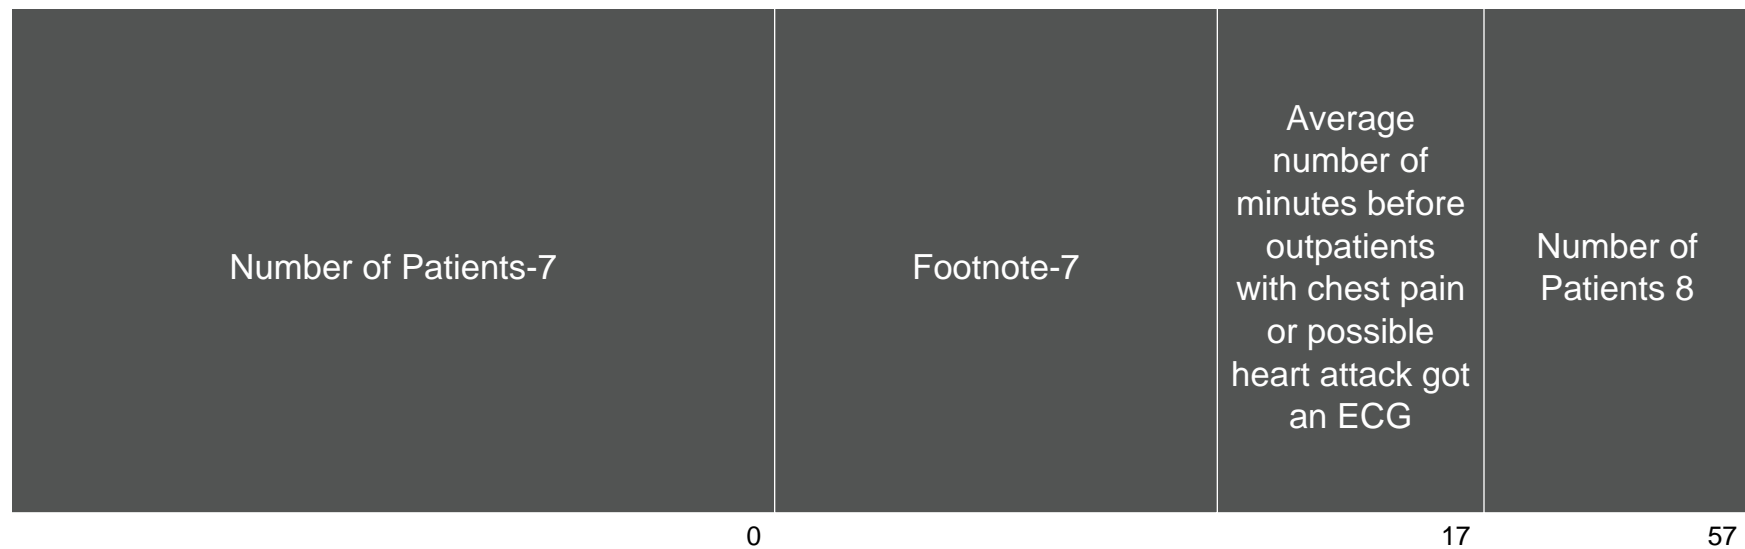 Number of Patients-7
Footnote-7
Average
number of
minutes before
outpatients
with chest pain
or possible
heart attack got
an ECG
Number of
Patients 8
0
17
57